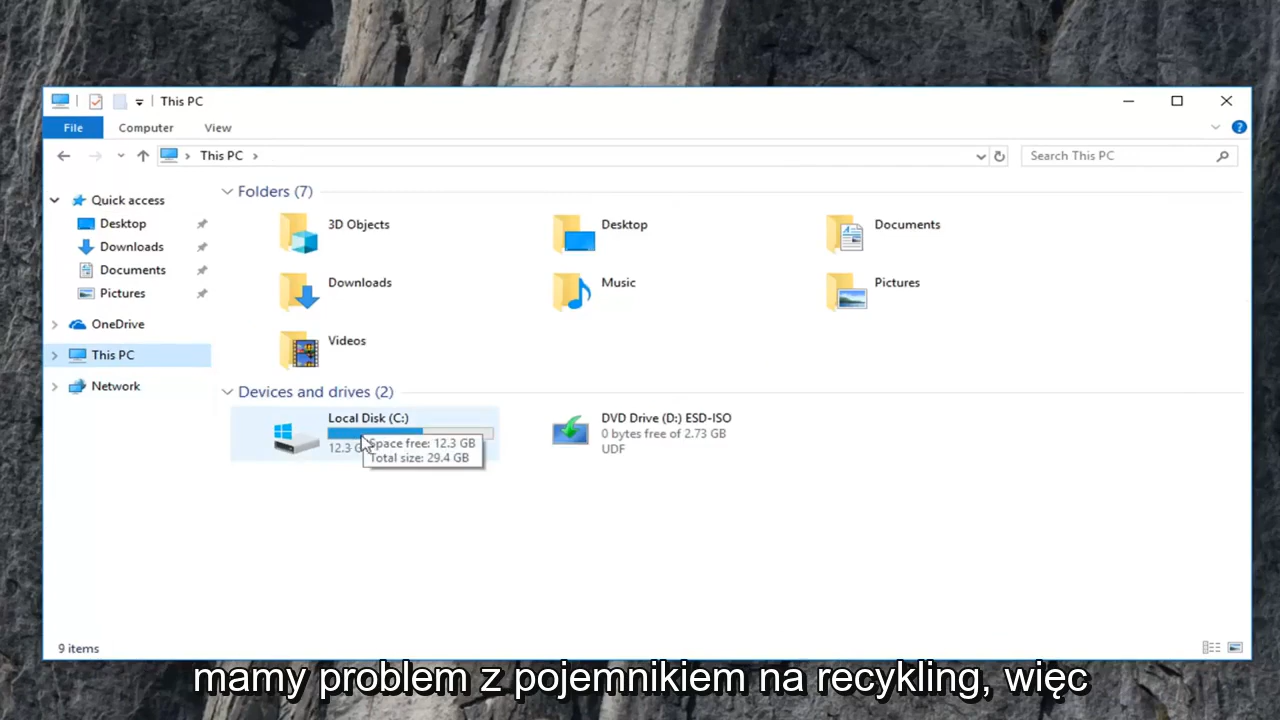 This PC
File
Computer
View
This PC
Search This PC
Quick access
Desktop
Downloads
Documents
Pictures
OneDrive
This PC
Network
Folders (7)
3D Objects
Desktop
Documents
Downloads
Music
Pictures
Videos
Devices and drives (2)
Local Disk (C:)
12.3 G
Space free: 12.3 GB
Total size: 29.4 GB
DVD Drive (D:) ESD-ISO
0 bytes free of 2.73 GB
UDF
9 items
mamy problem z pojemnikiem na recykling, więc